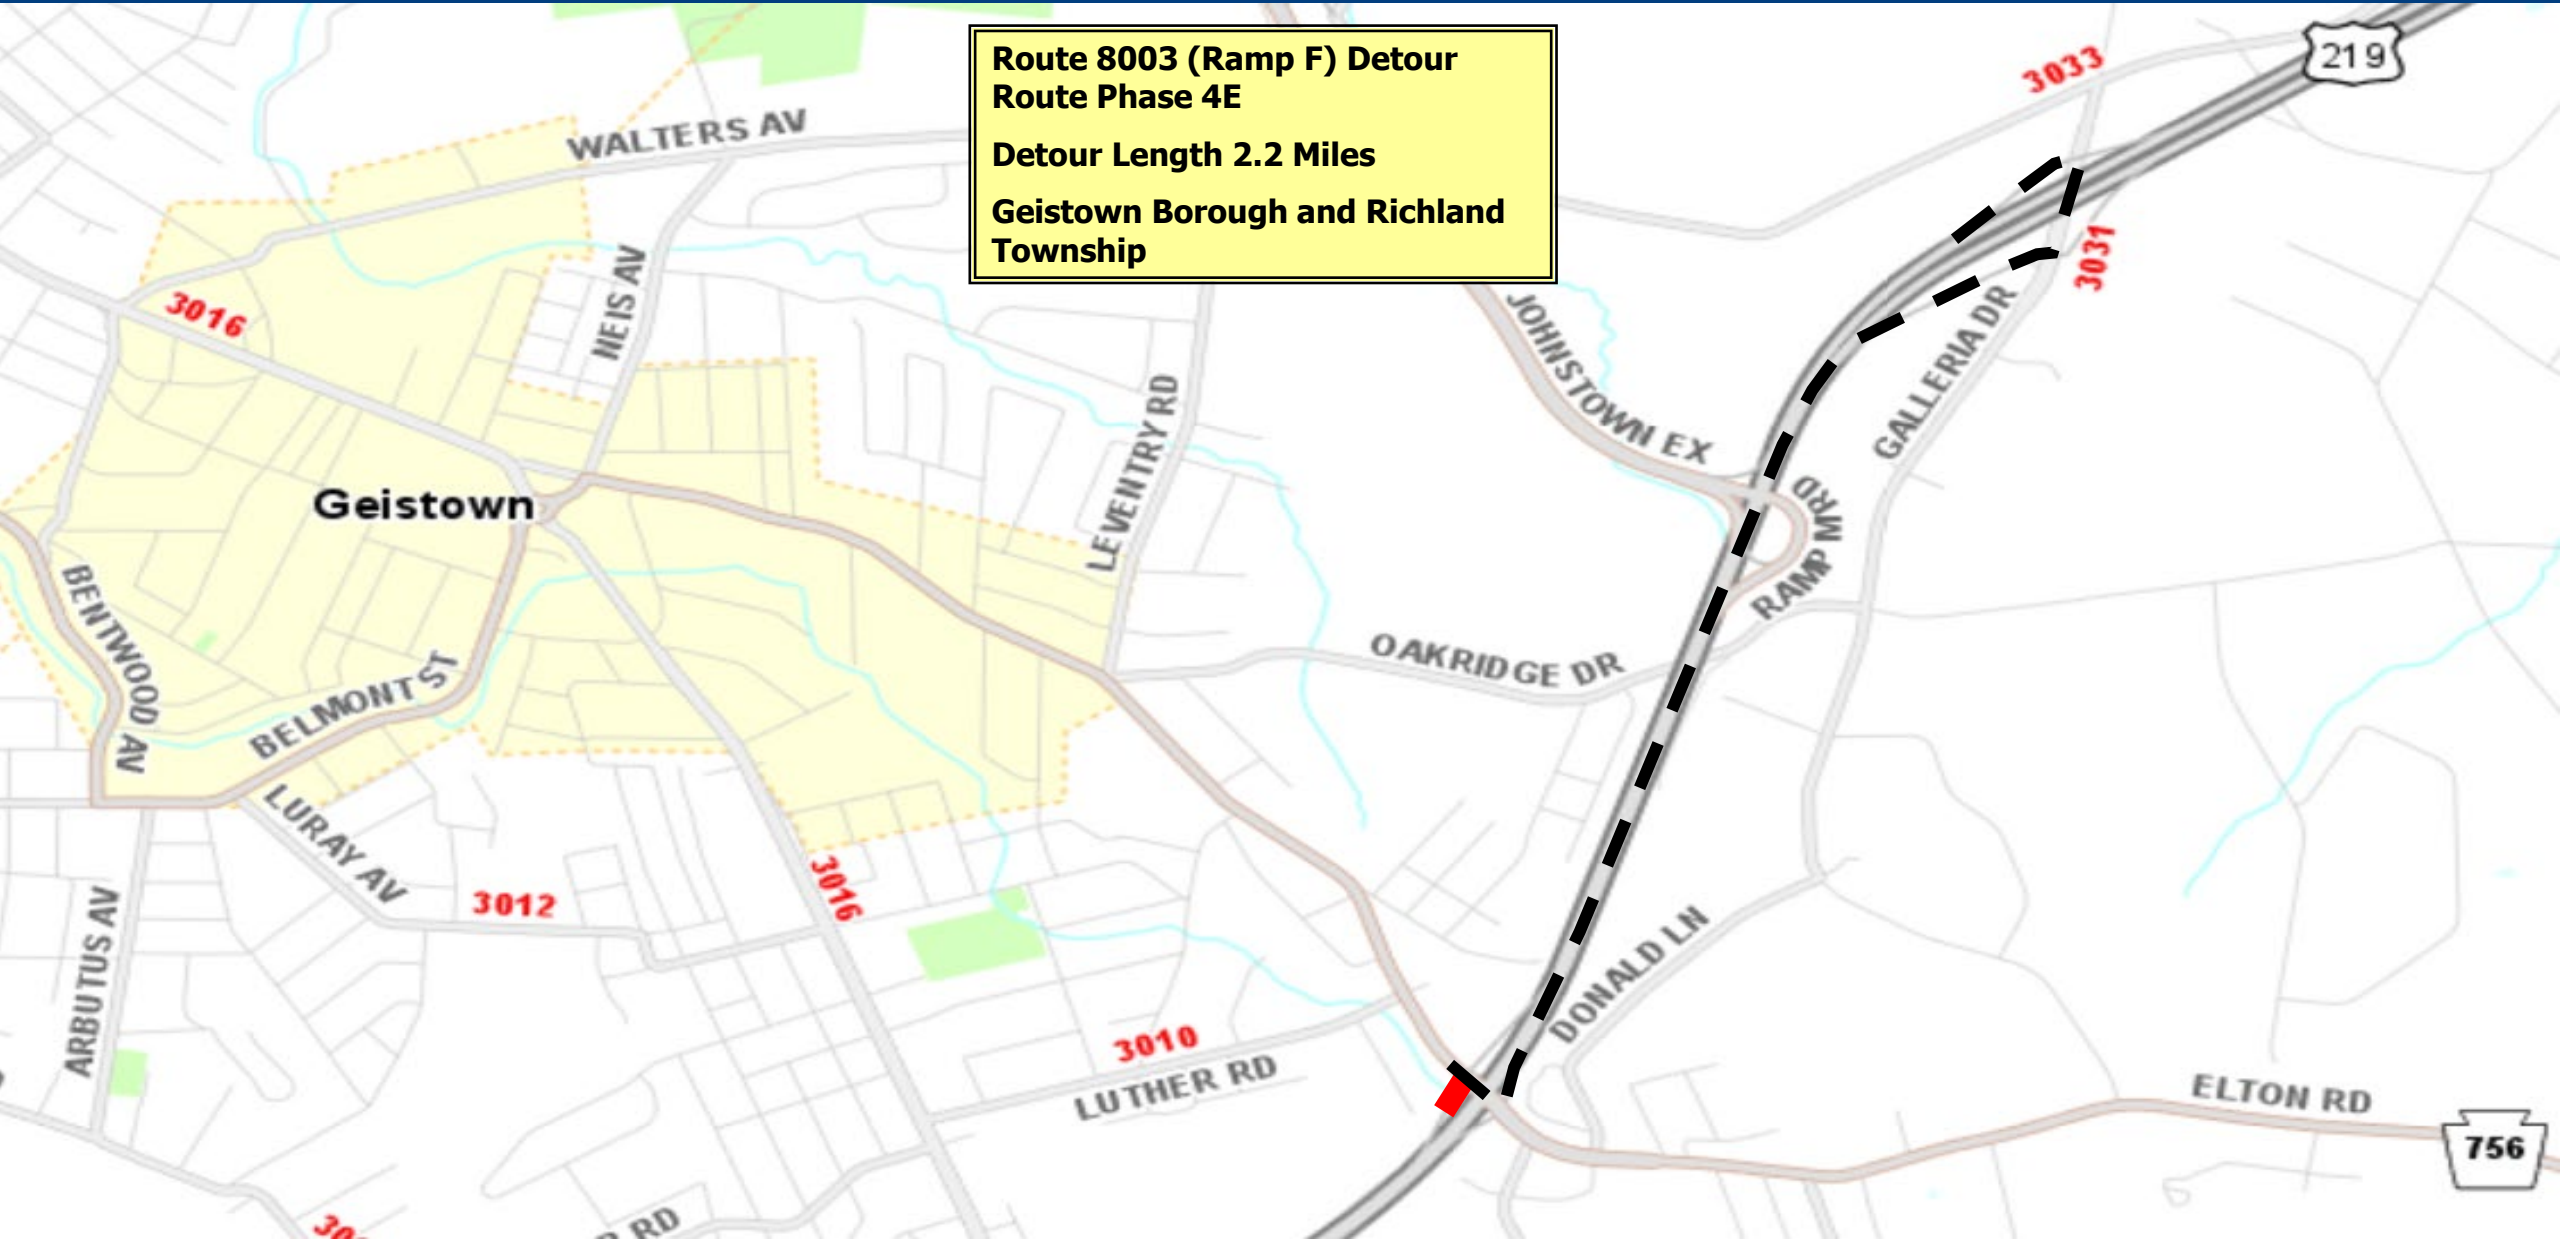 Route 8003 (Ramp F) Detour
Route Phase 4E
Detour Length 2.2 Miles
Geistown Borough and Richland
Township
219
3033
WALTERS AV
3031
NEIS AV
3016
JOHNSTOWN EX
GALLERIA DR
LEVENTRY RD
Geistown
RAMP M RD
OAKRIDGE DR
BENTWOOD AV
BELMONT ST
LURAY AV
3012
3016
ARBUTUS AV
DONALD LN
3010
LUTHER RD
ELTON RD
756
RD